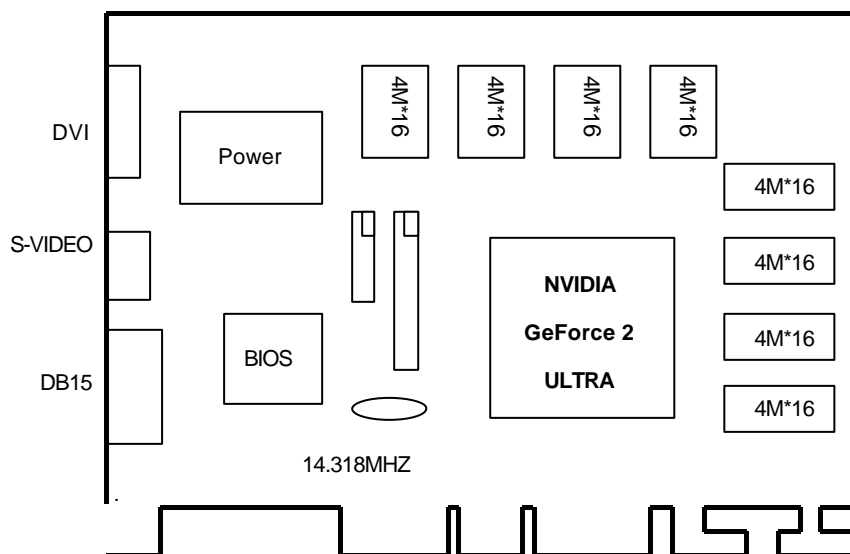 4M*16
4M*16
4M*16
4M*16
DVI
Power
4M*16
S-VIDEO
4M*16
NVIDIA
GeForce 2
ULTRA
4M*16
BIOS
DB15
4M*16
14.318MHZ